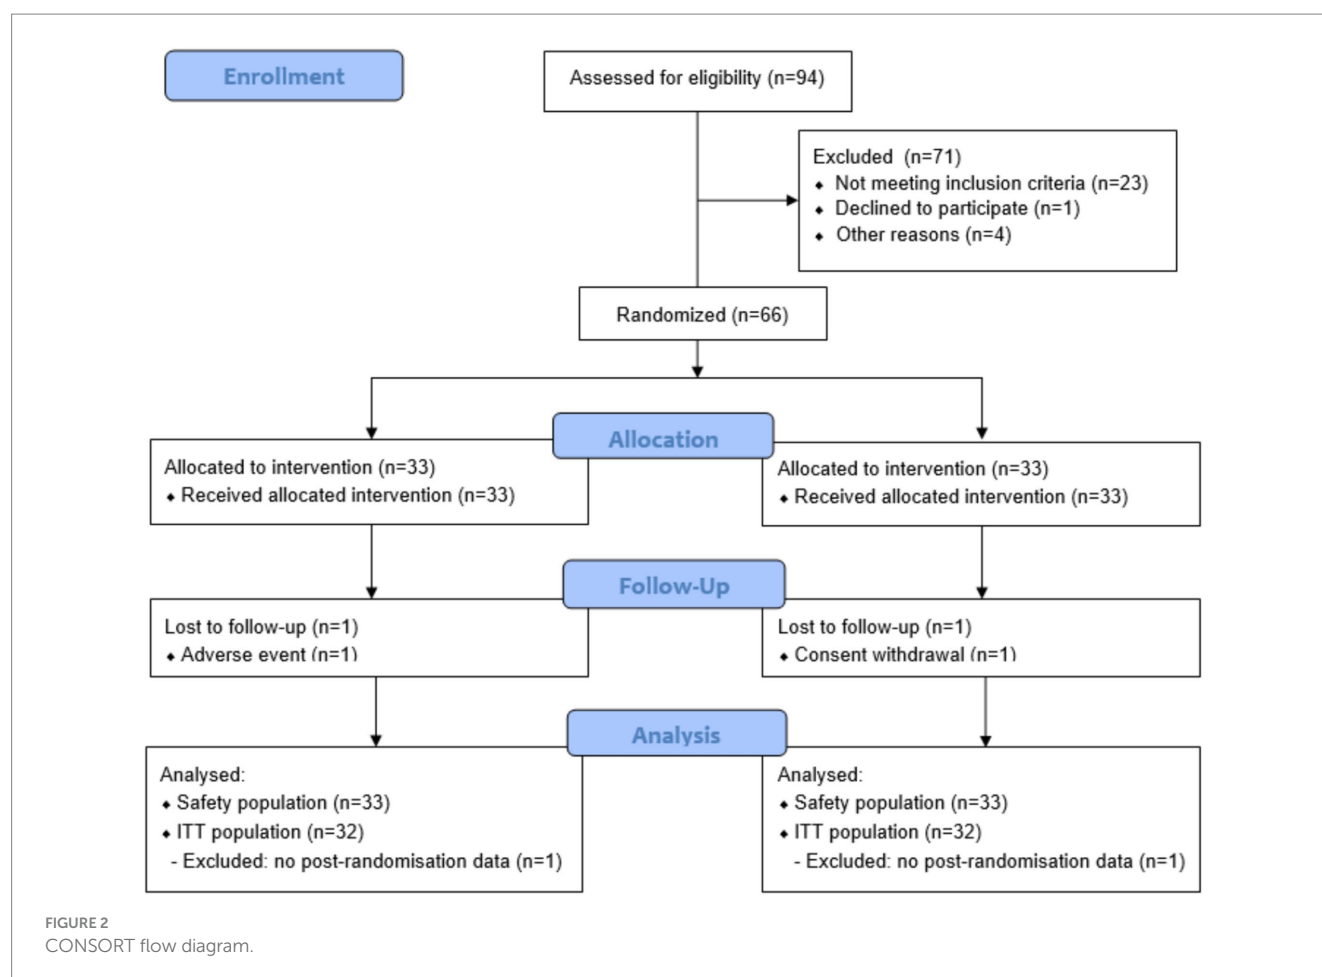 Enrollment
Assessed for eligibility (n=94)
Excluded (n=71)
⬥ Not meeting inclusion criteria (n=23)
⬥ Declined to participate (n=1)
⬥ Other reasons (n=4)
Randomized (n=66)
Allocation
Allocated to intervention (n=33)
⬥ Received allocated intervention (n=33)
Allocated to intervention (n=33)
⬥ Received allocated intervention (n=33)
Follow-Up
Lost to follow-up (n=1)
⬥ Adverse event (n=1)
Lost to follow-up (n=1)
⬥ Consent withdrawal (n=1)
Analysis
Analysed:
⬥ Safety population (n=33)
⬥ ITT population (n=32)
- Excluded: no post-randomisation data (n=1)
Analysed:
⬥ Safety population (n=33)
⬥ ITT population (n=32)
- Excluded: no post-randomisation data (n=1)
FIGURE 2
CONSORT flow diagram.